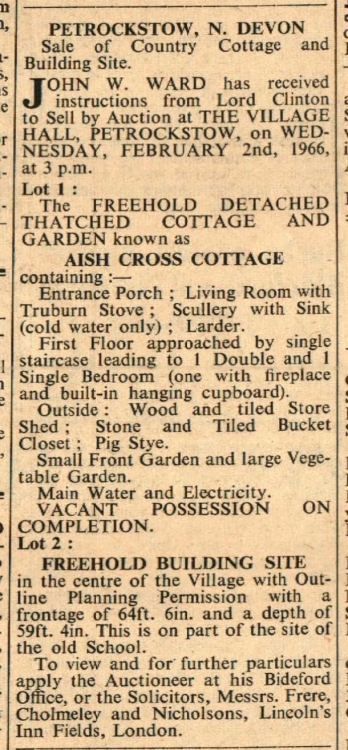 PETROCKSTOW, N. DEVON
Sale of Country Cottage and
Building Site.
JOHN W. WARD has received
instructions from Lord Clinton
to Sell by Auction at THE VILLAGE
HALL, PETROCKSTOW, on WED-
NESDAY, FEBRUARY 2nd, 1966,
at 3 p.m.
Lot 1 :
The FREEHOLD DETACHED
THATCHED COTTAGE AND
GARDEN known as
AISH CROSS COTTAGE
containing :—
Entrance Porch ; Living Room with
Truburn Stove ; Scullery with Sink
(cold water only) ; Larder.
First Floor approached by single
staircase leading to 1 Double and 1
Single Bedroom (one with fireplace
and built-in hanging cupboard).
Outside : Wood and tiled Store
Shed ; Stone and Tiled Bucket
Closet ; Pig Stye.
Small Front Garden and large Vege-
table Garden.
Main Water and Electricity.
VACANT POSSESSION ON
COMPLETION.
Lot 2 :
FREEHOLD BUILDING SITE
in the centre of the Village with Out-
line Planning Permission with a
frontage of 64ft. 6in. and a depth of
59ft. 4in. This is on part of the site of
the old School.
To view and for further particulars
apply the Auctioneer at his Bideford
Office, or the Solicitors, Messrs. Frere,
Cholmeley and Nicholsons, Lincoln's
Inn Fields, London.